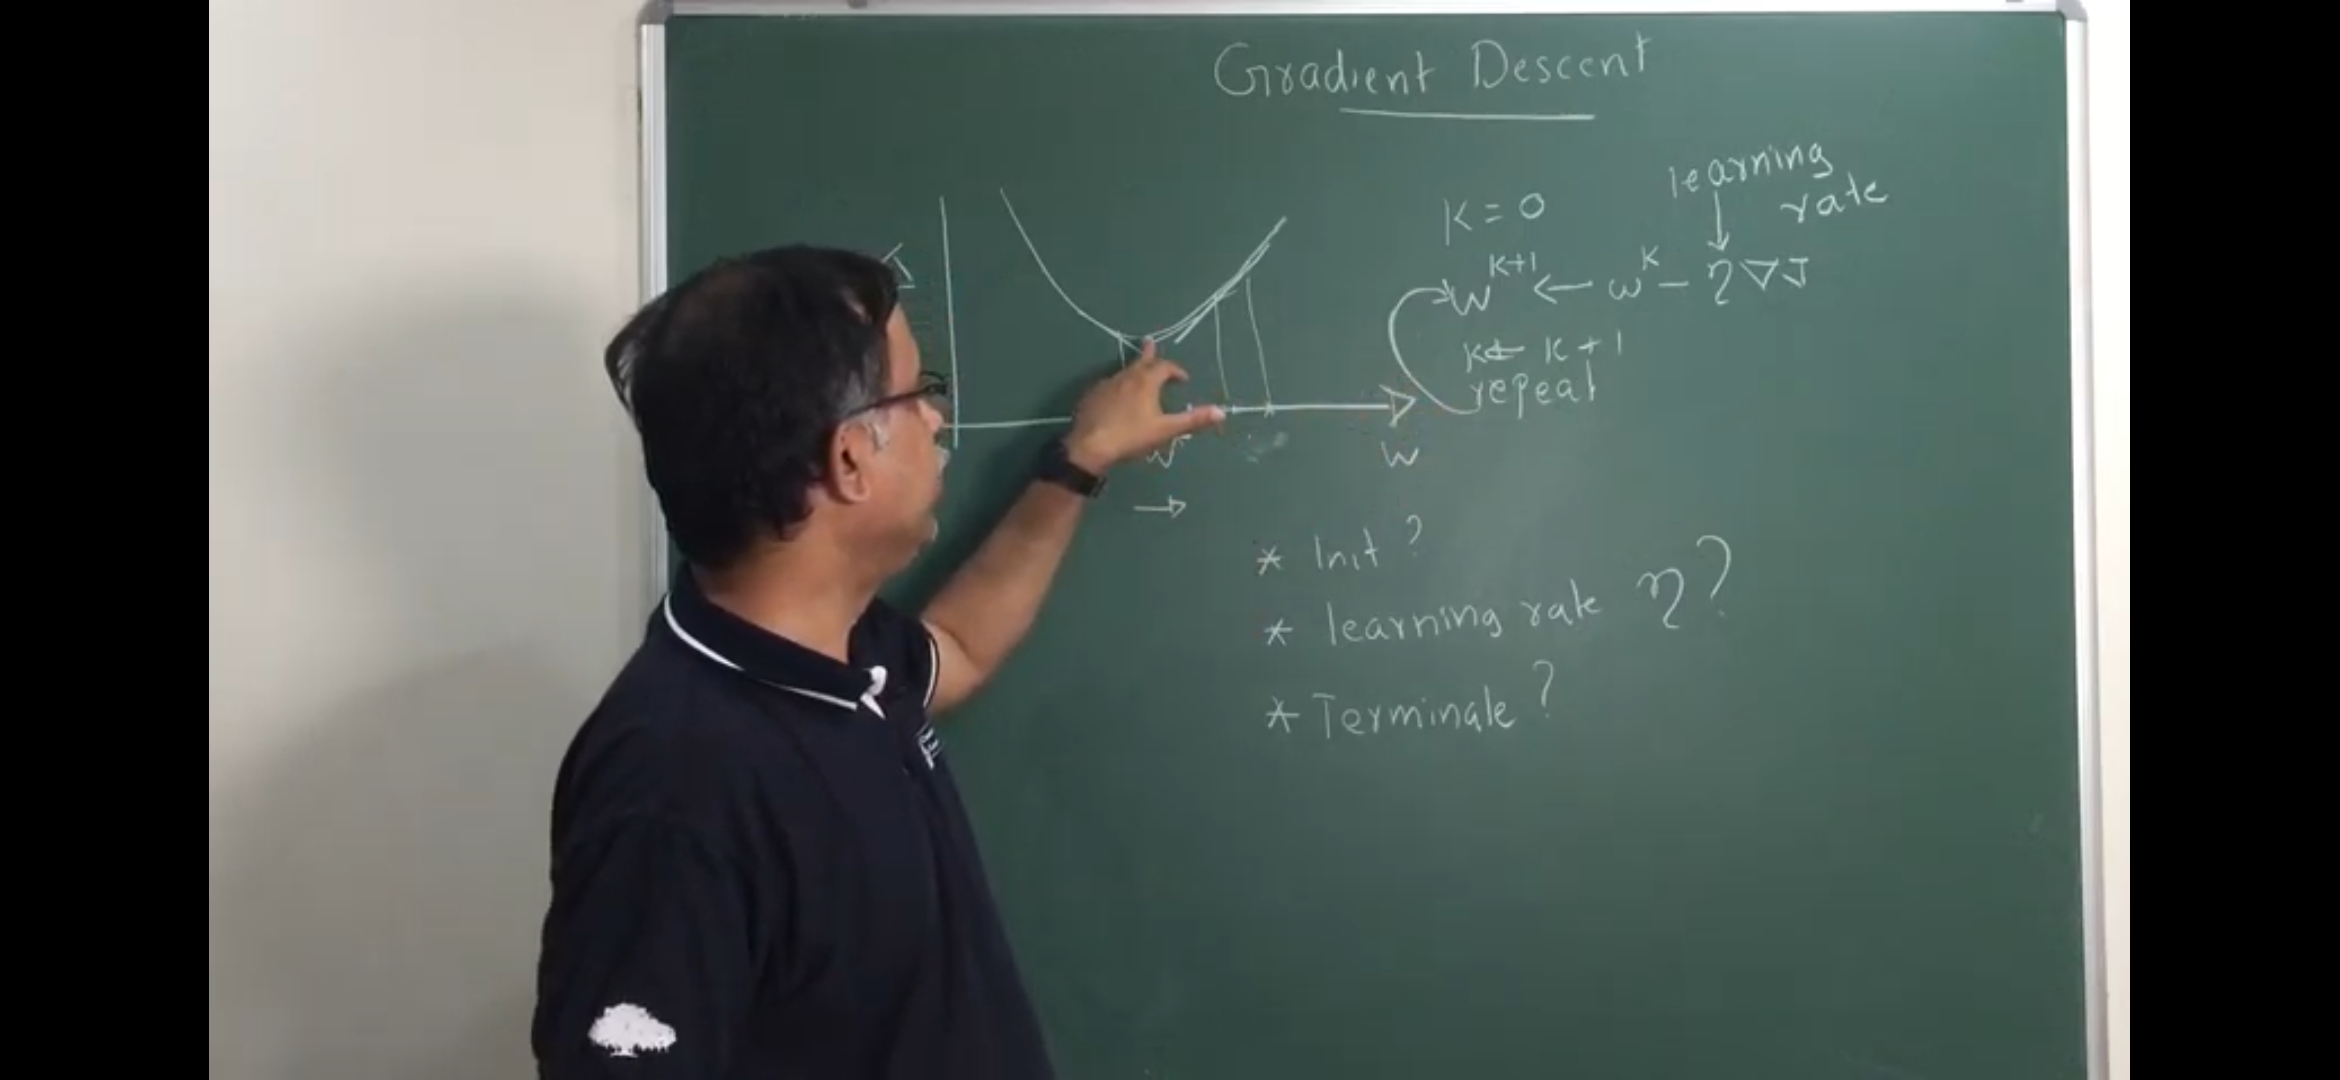 Gradient Descent
learning
rate
K = 0
W^{K+1} ← w^K − η∇J
K ← K + 1
repeat
W
* Init ?
* learning rate η ?
* Terminate ?